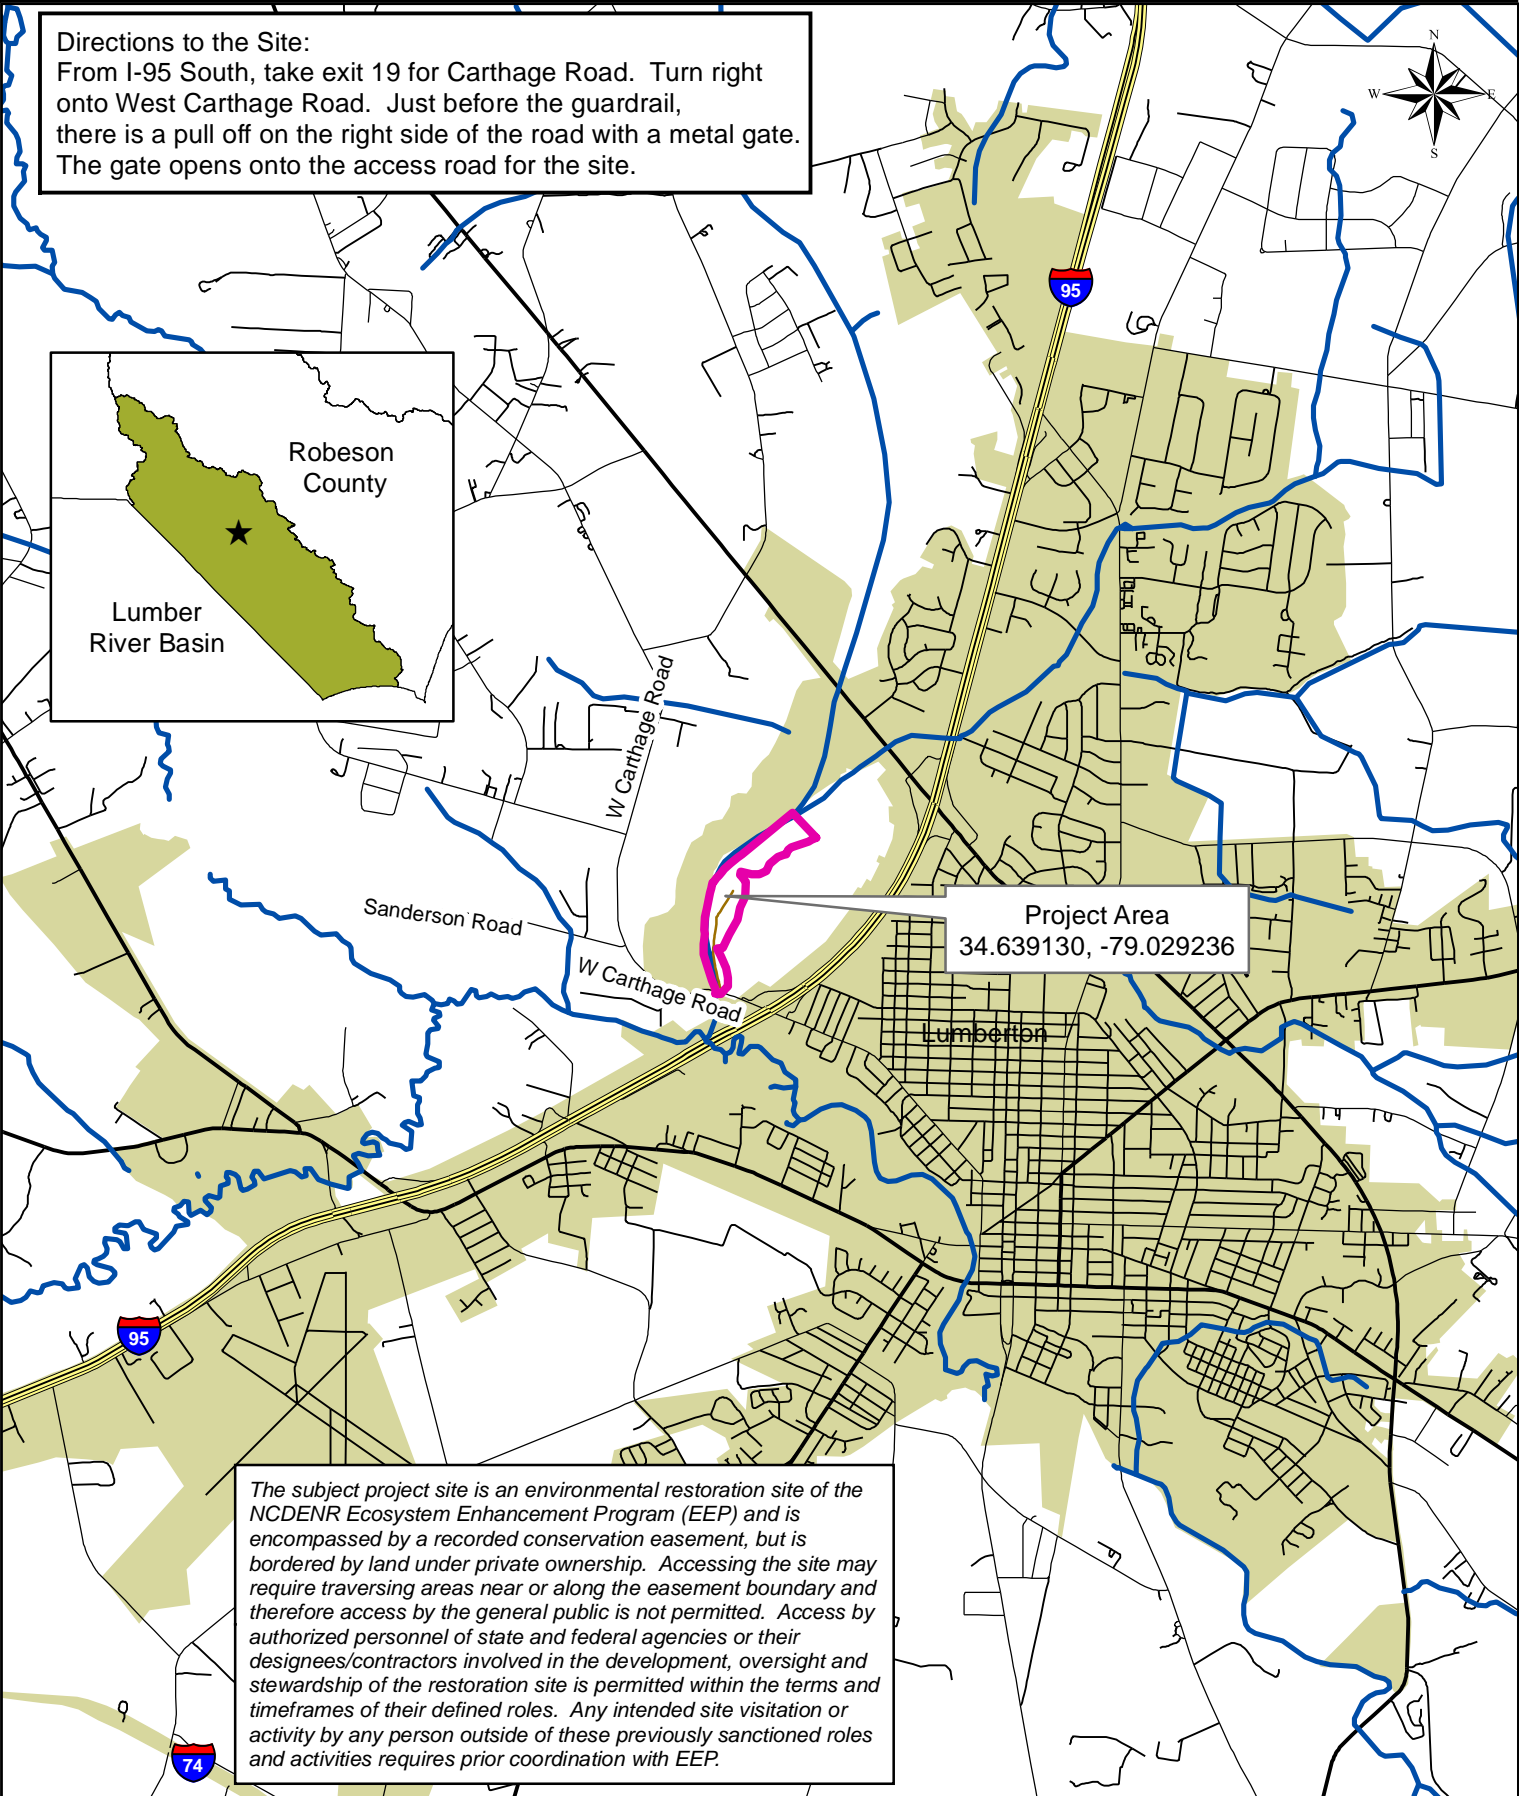 Directions to the Site:
From I-95 South, take exit 19 for Carthage Road.  Turn right
onto West Carthage Road.  Just before the guardrail,
there is a pull off on the right side of the road with a metal gate.
The gate opens onto the access road for the site.
N
W
E
S
95
Robeson
County
Lumber
River Basin
W Carthage Road
Sanderson Road
W Carthage Road
Project Area
34.639130, -79.029236
Lumberton
95
The subject project site is an environmental restoration site of the
NCDENR Ecosystem Enhancement Program (EEP) and is
encompassed by a recorded conservation easement, but is
bordered by land under private ownership.  Accessing the site may
require traversing areas near or along the easement boundary and
therefore access by the general public is not permitted.  Access by
authorized personnel of state and federal agencies or their
designees/contractors involved in the development, oversight and
stewardship of the restoration site is permitted within the terms and
timeframes of their defined roles.  Any intended site visitation or
activity by any person outside of these previously sanctioned roles
and activities requires prior coordination with EEP.
74